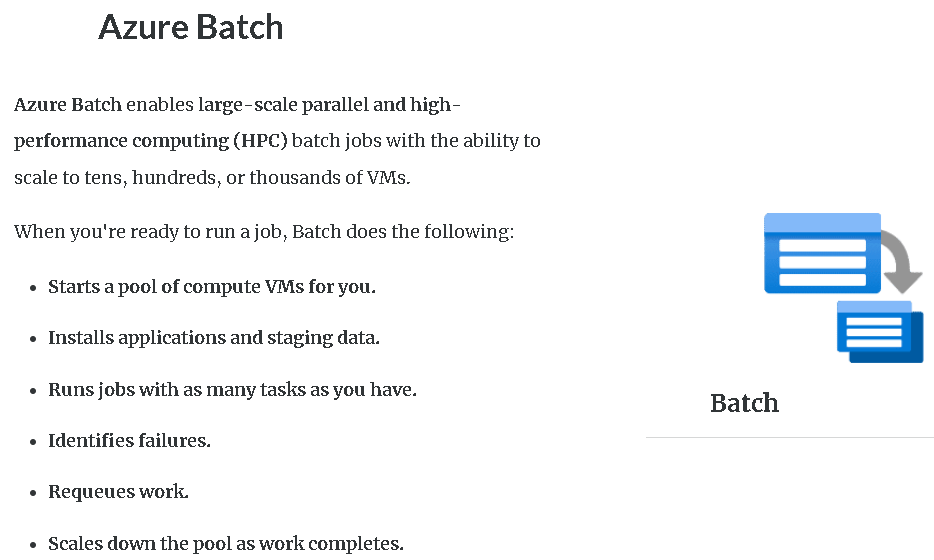 Azure Batch
Azure Batch enables large-scale parallel and high-
performance computing (HPC) batch jobs with the ability to
scale to tens, hundreds, or thousands of VMs.
When you're ready to run a job, Batch does the following:
• Starts a pool of compute VMs for you.
• Installs applications and staging data.
• Runs jobs with as many tasks as you have.
• Identifies failures.
• Requeues work.
• Scales down the pool as work completes.
Batch